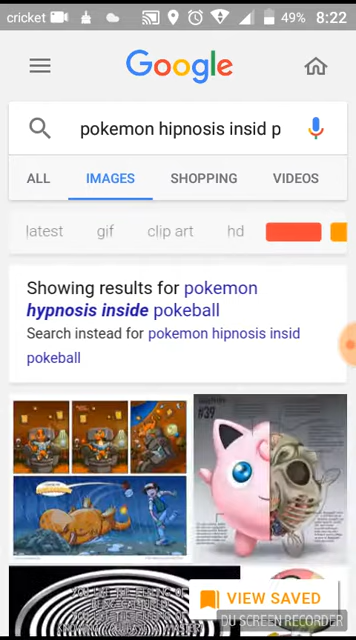 cricket 49% 8:22
Google
pokemon hipnosis insid p
ALL IMAGES SHOPPING VIDEOS
latest gif clip art hd
Showing results for pokemon
hypnosis inside pokeball
Search instead for pokemon hipnosis insid
pokeball
#39
VIEW SAVED
DU SCREEN RECORDER